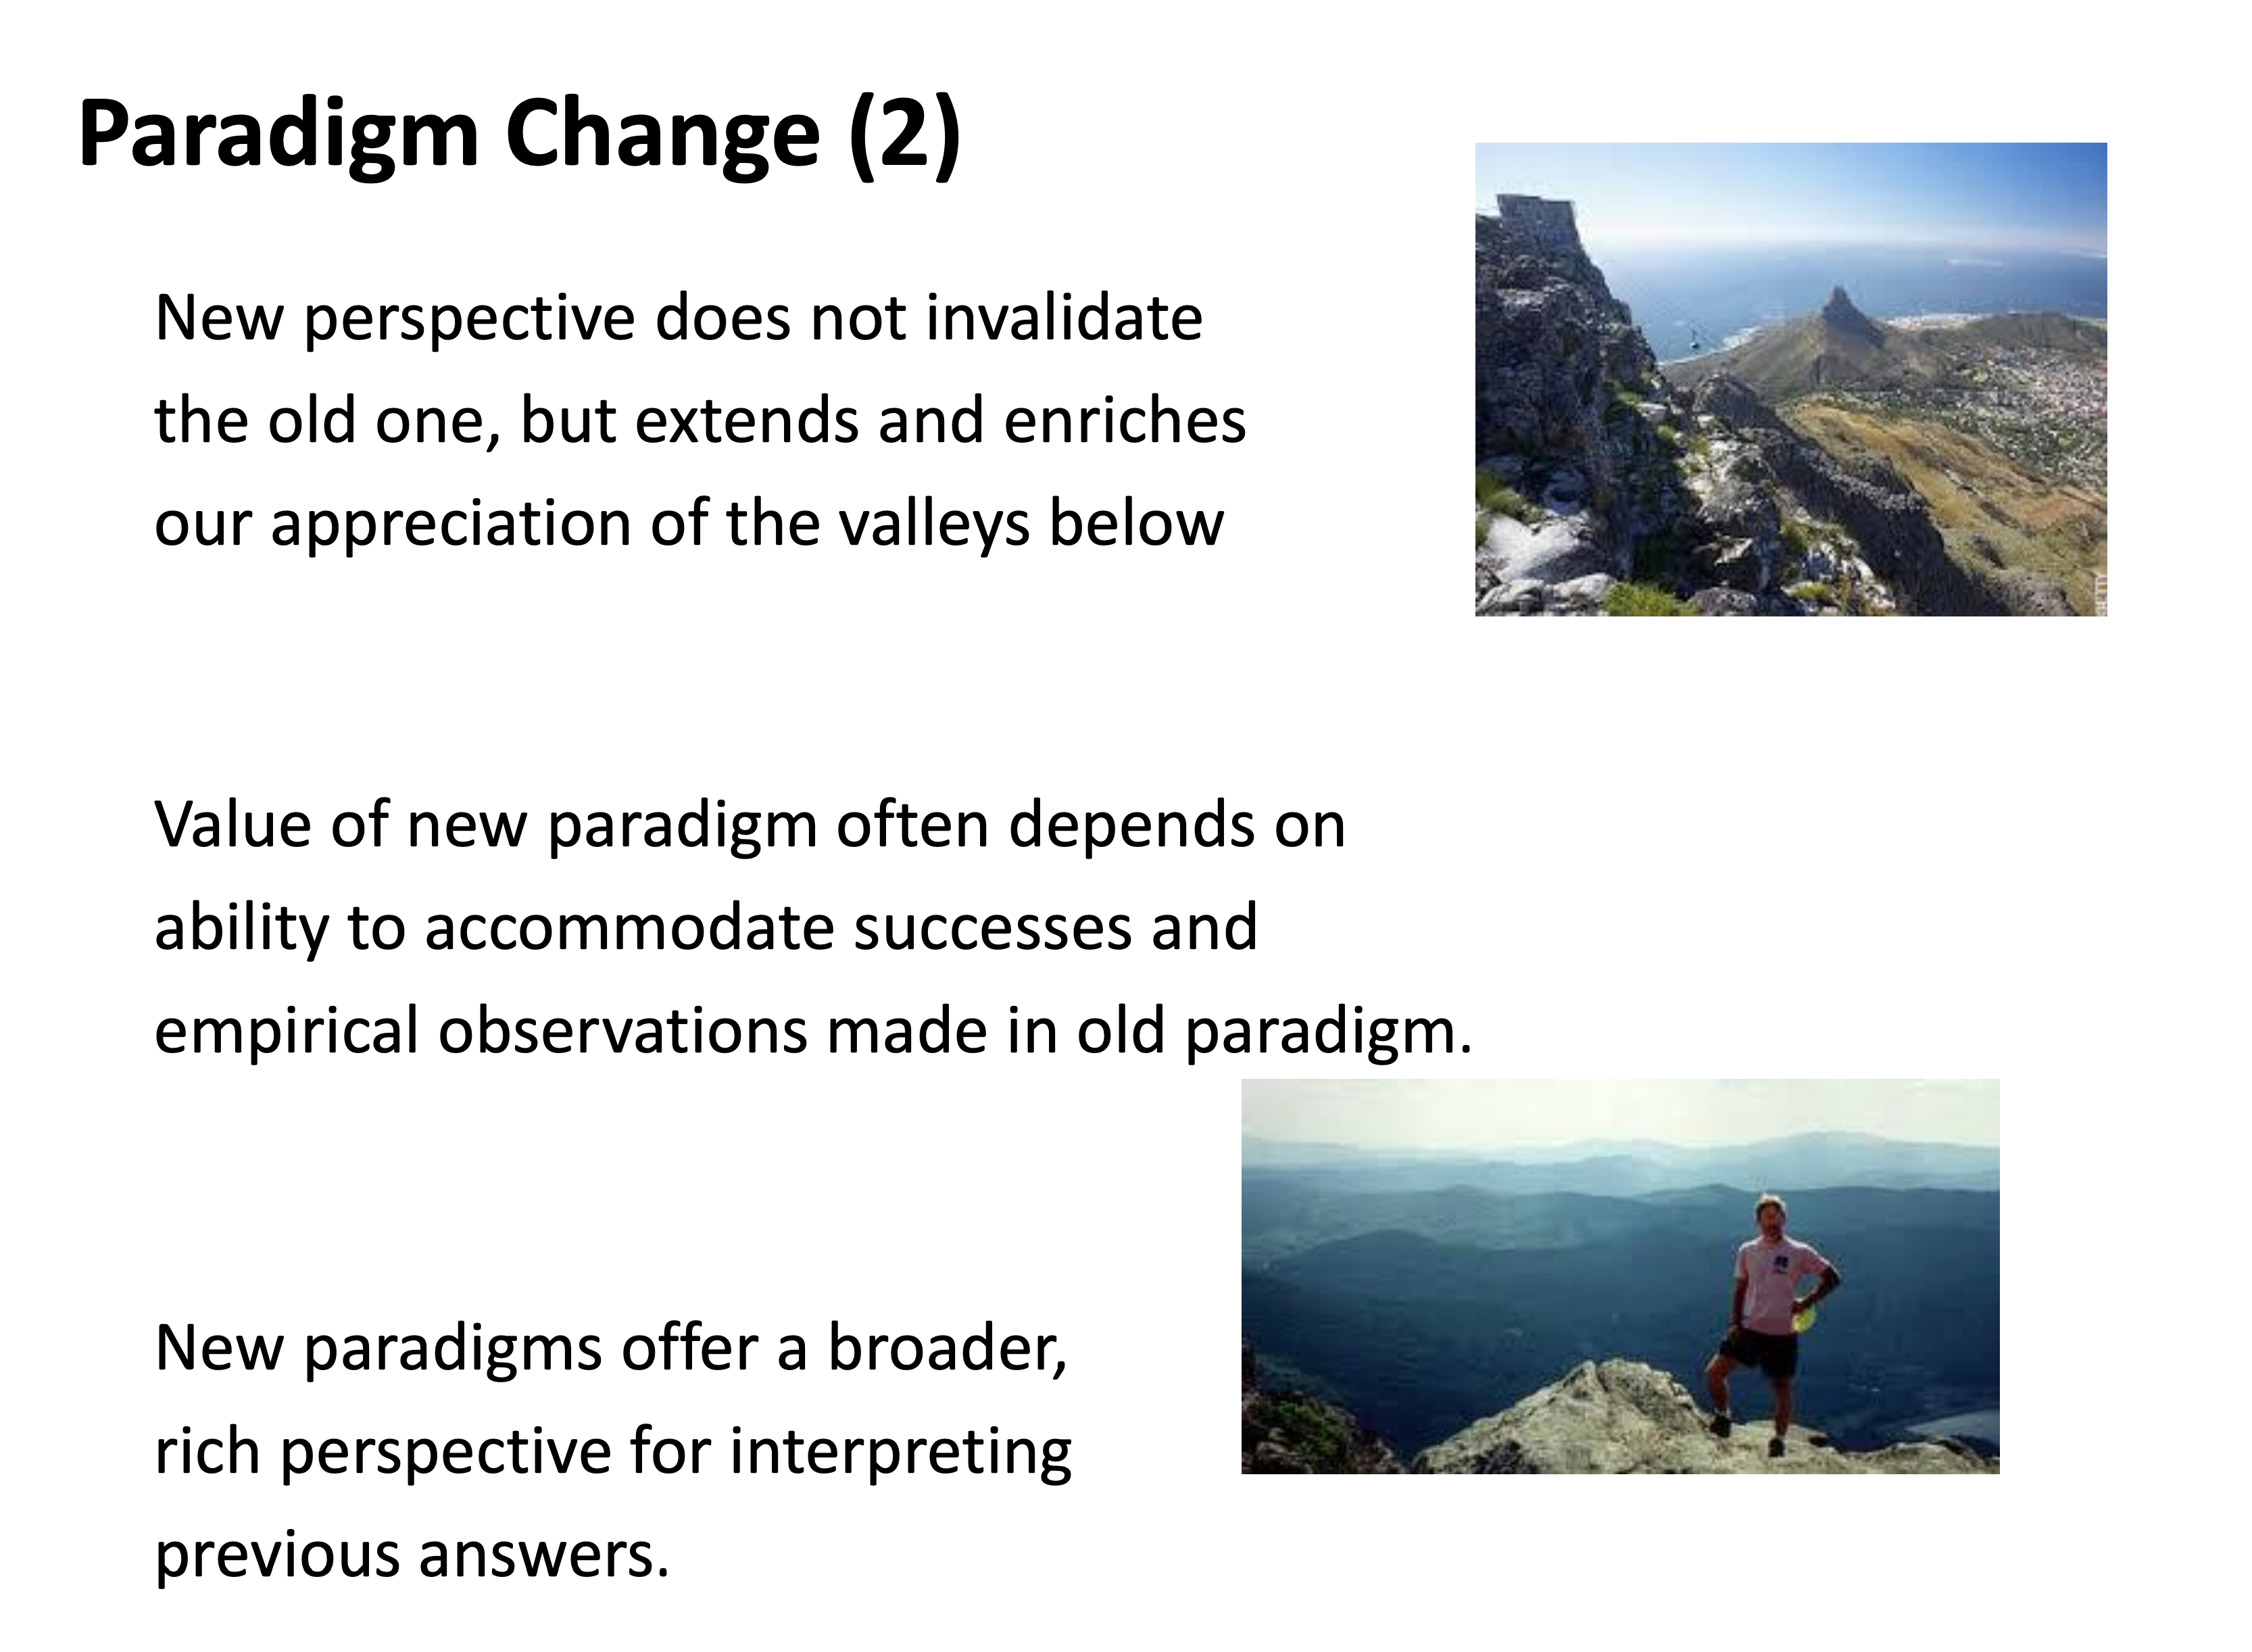 Paradigm Change (2)
New perspective does not invalidate
the old one, but extends and enriches
our appreciation of the valleys below
Value of new paradigm often depends on
ability to accommodate successes and
empirical observations made in old paradigm.
New paradigms offer a broader,
rich perspective for interpreting
previous answers.